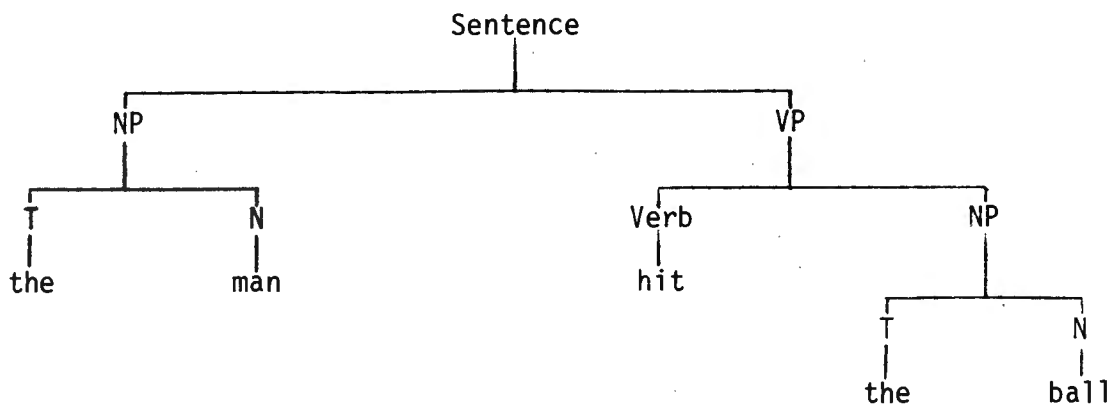 Sentence
NP VP
T N Verb NP
the man hit
T N
the ball